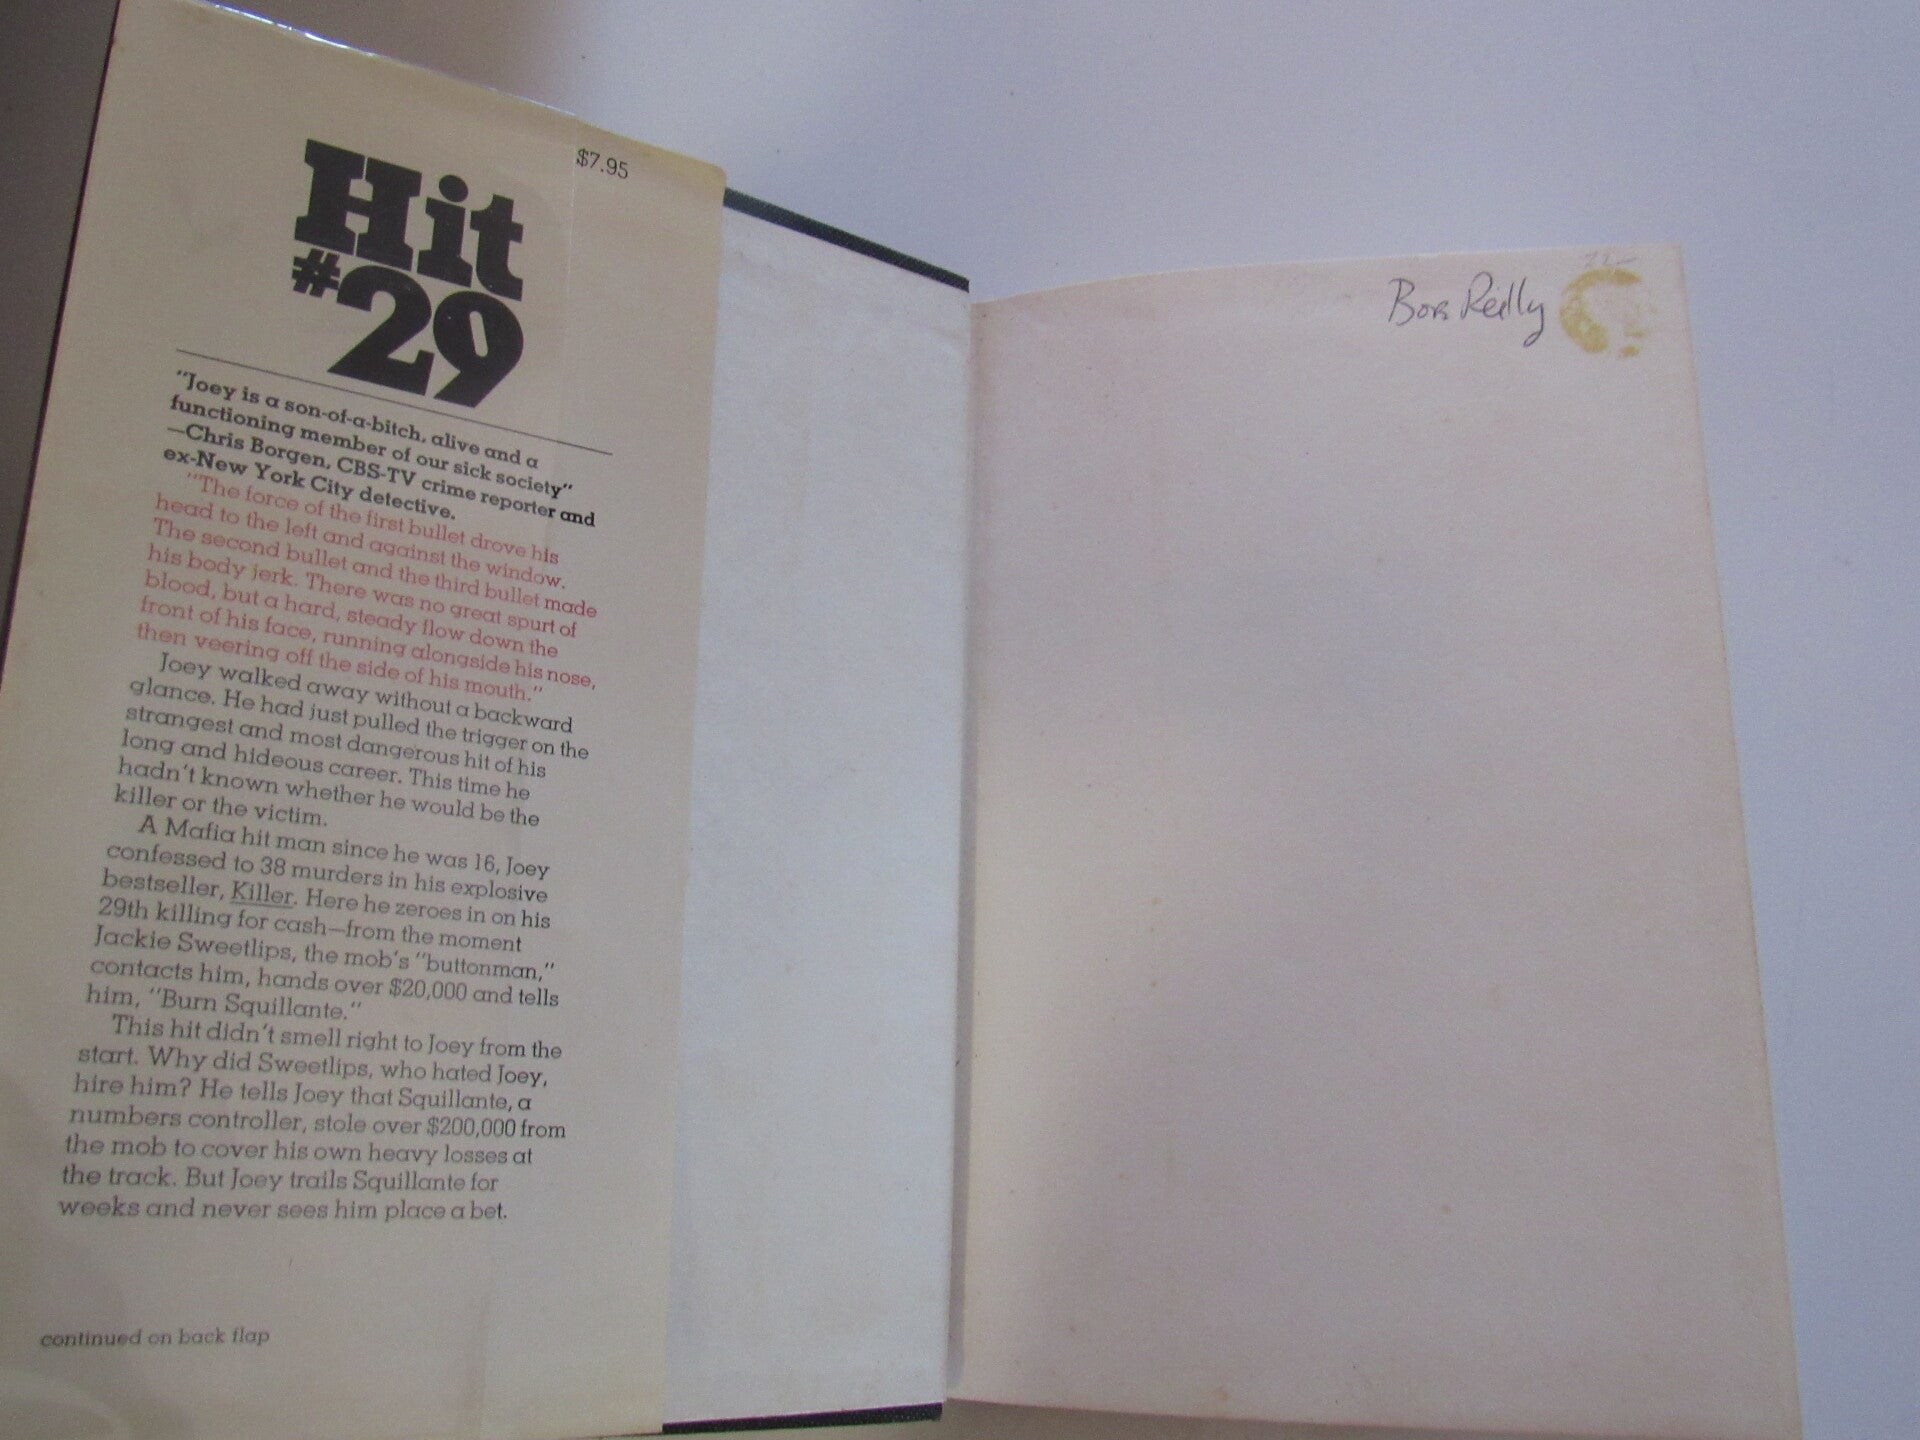 Hit
#29
$7.95
"Joey is a son-of-a-bitch, alive and a
functioning member of our sick society"
—Chris Borgen, CBS-TV crime reporter and
ex-New York City detective.
"The force of the first bullet drove his
head to the left and against the window.
The second bullet and the third bullet made
his body jerk. There was no great spurt of
blood, but a hard, steady flow down the
front of his face, running alongside his nose,
then veering off the side of his mouth."
Joey walked away without a backward
glance. He had just pulled the trigger on the
strangest and most dangerous hit of his
long and hideous career. This time he
hadn't known whether he would be the
killer or the victim.
A Mafia hit man since he was 16, Joey
confessed to 38 murders in his explosive
bestseller, Killer. Here he zeroes in on his
29th killing for cash—from the moment
Jackie Sweetlips, the mob's "buttonman,"
contacts him, hands over $20,000 and tells
him, "Burn Squillante."
This hit didn't smell right to Joey from the
start. Why did Sweetlips, who hated Joey,
hire him? He tells Joey that Squillante, a
numbers controller, stole over $200,000 from
the mob to cover his own heavy losses at
the track. But Joey trails Squillante for
weeks and never sees him place a bet.
continued on back flap
Reilly